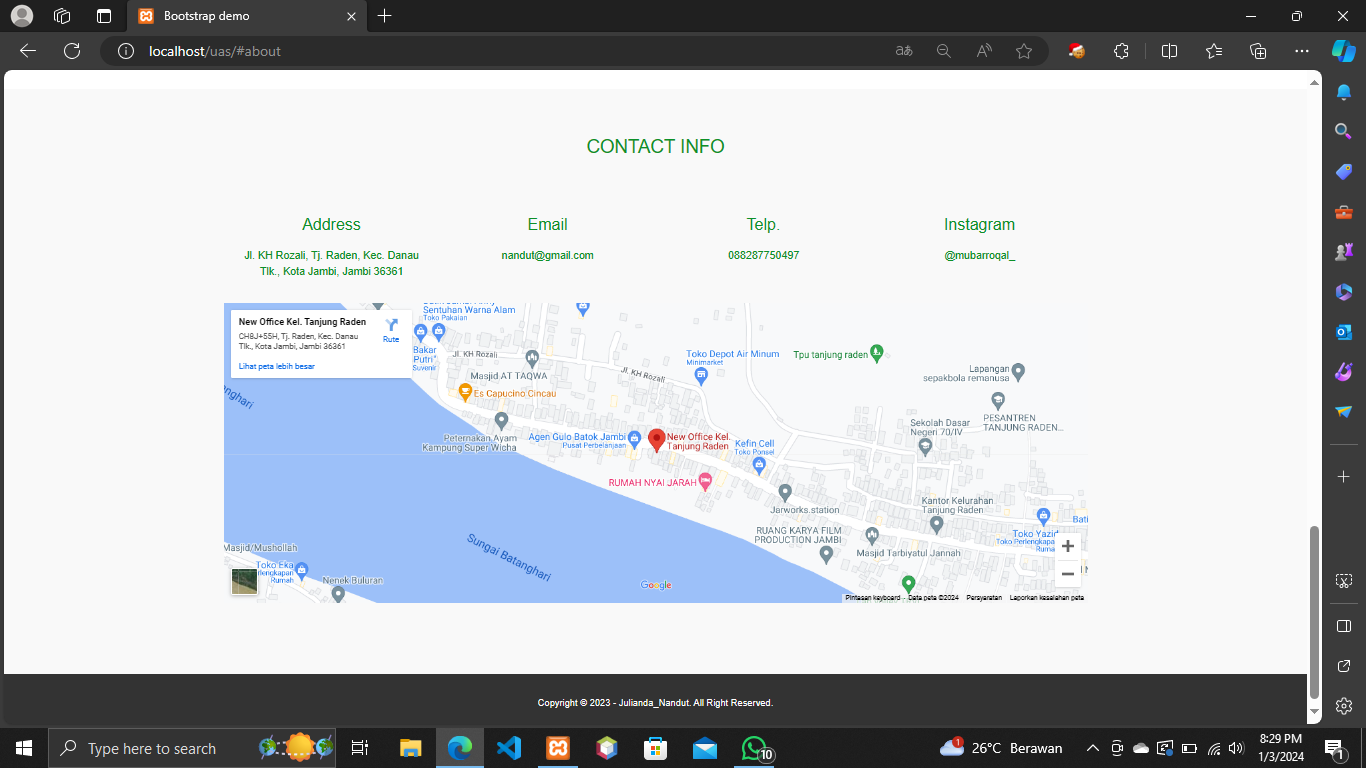 Bootstrap demo
localhost/uas/#about
CONTACT INFO
Address
Jl. KH Rozali, Tj. Raden, Kec. Danau
Tlk., Kota Jambi, Jambi 36361
Email
nandut@gmail.com
Telp.
088287750497
Instagram
@mubarroqal_
New Office Kel. Tanjung Raden
CH8J+55H, Tj. Raden, Kec. Danau
Tlk., Kota Jambi, Jambi 36361
Lihat peta lebih besar
Rute
Sentuhan Warna Alam
Toko Pakaian
Bakar
Putri
Suvenir
Jl. KH Rozali
Masjid AT TAQWA
Jl. KH Rozali
Toko Depot Air Minum
Minimarket
Tpu tanjung raden
Lapangan
sepakbola remanusa
Es Capucino Cincau
PESANTREN
TANJUNG RADEN...
Sekolah Dasar
Negeri 70/IV
Peternakan Ayam
Kampung Super Wicha
Agen Gulo Batok Jambi
Pusat Perbelanjaan
New Office Kel.
Tanjung Raden
Kefin Cell
Toko Ponsel
RUMAH NYAI JARAH
Jarworks.station
Kantor Kelurahan
Tanjung Raden
RUANG KARYA FILM
PRODUCTION JAMBI
Masjid Tarbiyatul Jannah
Toko Yazid
Toko Perlengkapan
Ruma
Bati
anghari
Sungai Batanghari
Masjid/Mushollah
Toko Eka
erlengkapan
Rumah
Nenek Buluran
Google
Pintasan keyboard
Data peta ©2024
Persyaratan
Laporkan kesalahan peta
Copyright © 2023 - Julianda_Nandut. All Right Reserved.
Type here to search
10
1
26°C Berawan
8:29 PM
1/3/2024
1